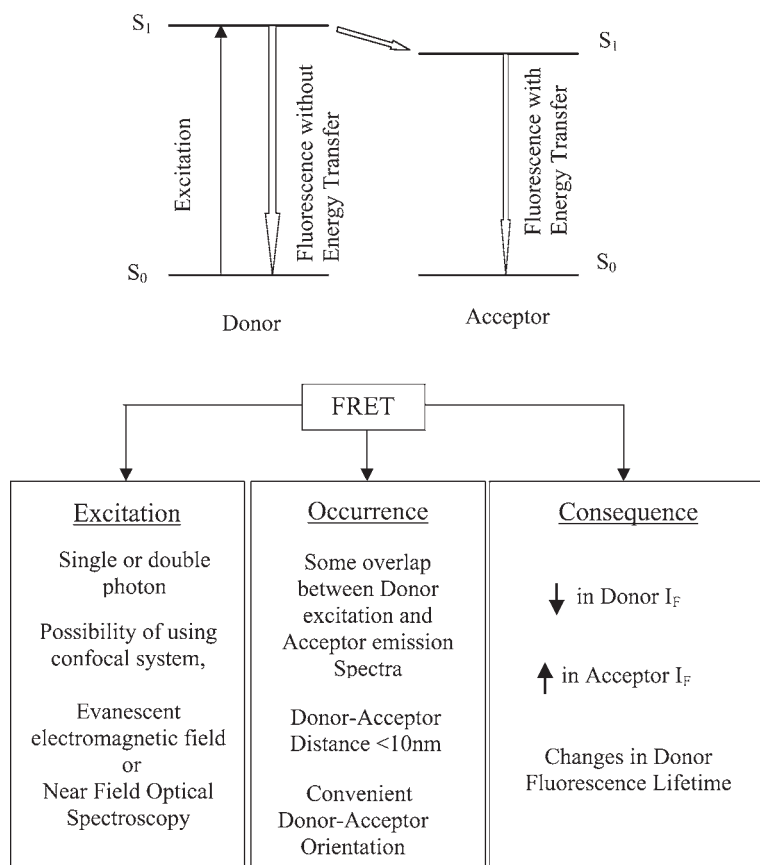 S1
S1
Excitation
Fluorescence without
Energy Transfer
Fluorescence with
Energy Transfer
S0
S0
Donor
Acceptor
FRET
Excitation
Single or double
photon
Possibility of using
confocal system,
Evanescent
electromagnetic field
or
Near Field Optical
Spectroscopy
Occurrence
Some overlap
between Donor
excitation and
Acceptor emission
Spectra
Donor-Acceptor
Distance <10nm
Convenient
Donor-Acceptor
Orientation
Consequence
↓ in Donor IF
↑ in Acceptor IF
Changes in Donor
Fluorescence Lifetime